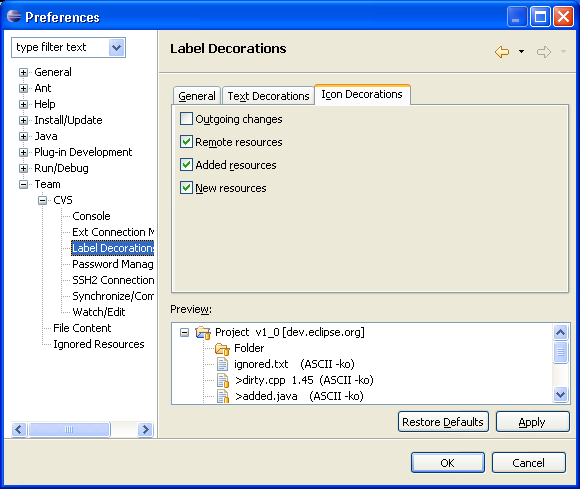 Preferences
type filter text
General
Ant
Help
Install/Update
Java
Plug-in Development
Run/Debug
Team
CVS
Console
Ext Connection M
Label Decorations
Password Manag
SSH2 Connection
Synchronize/Com
Watch/Edit
File Content
Ignored Resources
Label Decorations
General Text Decorations Icon Decorations
Outgoing changes
Remote resources
Added resources
New resources
Preview:
Project v1_0 [dev.eclipse.org]
Folder
ignored.txt (ASCII -ko)
>dirty.cpp 1.45 (ASCII -ko)
>added.java (ASCII -ko)
Restore Defaults Apply
OK Cancel